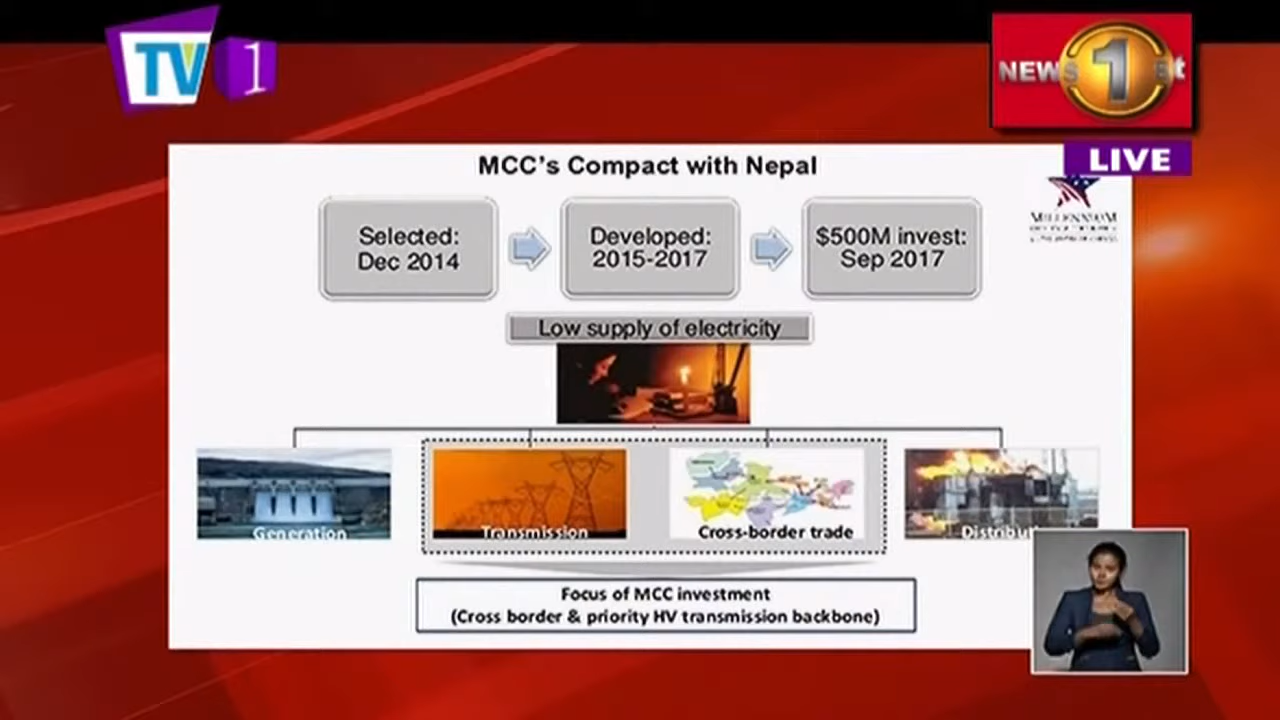 TV 1
NEWS 1st
LIVE
MCC's Compact with Nepal
MILLENNIUM
Selected:
Dec 2014
Developed:
2015-2017
$500M invest:
Sep 2017
Low supply of electricity
Generation
Transmission
Cross-border trade
Focus of MCC investment
(Cross border & priority HV transmission backbone)